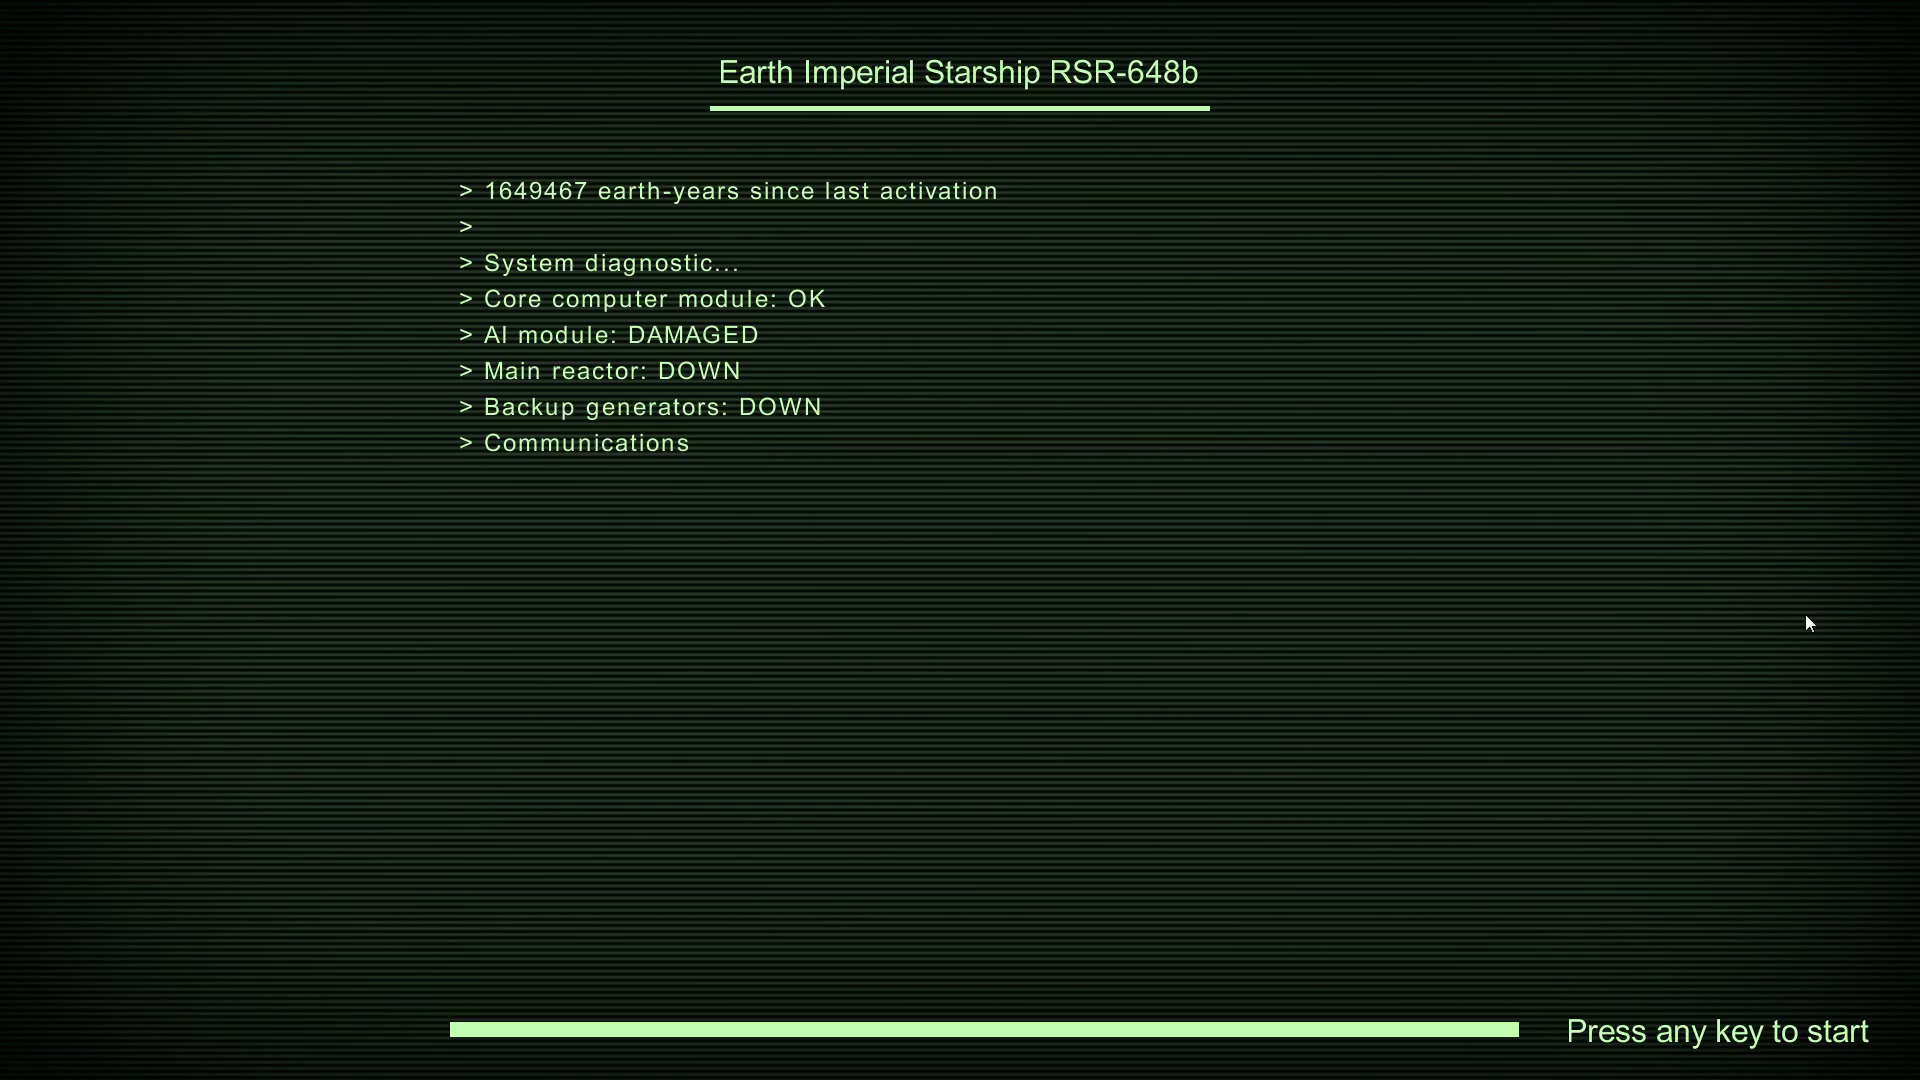 Earth Imperial Starship RSR-648b
> 1649467 earth-years since last activation
>
> System diagnostic...
> Core computer module: OK
> AI module: DAMAGED
> Main reactor: DOWN
> Backup generators: DOWN
> Communications
Press any key to start